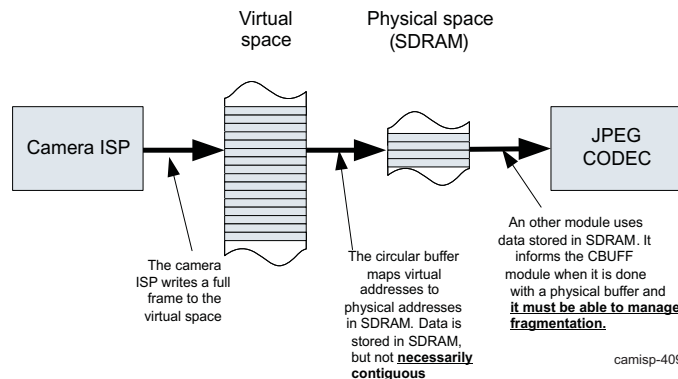 Virtual
space
Physical space
(SDRAM)
Camera ISP
JPEG
CODEC
The camera
ISP writes a full
frame to the
virtual space
The circular buffer
maps virtual
addresses to
physical addresses
in SDRAM. Data is
stored in SDRAM,
but not necessarily
contiguous
An other module uses
data stored in SDRAM. It
informs the CBUFF
module when it is done
with a physical buffer and
it must be able to manage
fragmentation.
camisp-409